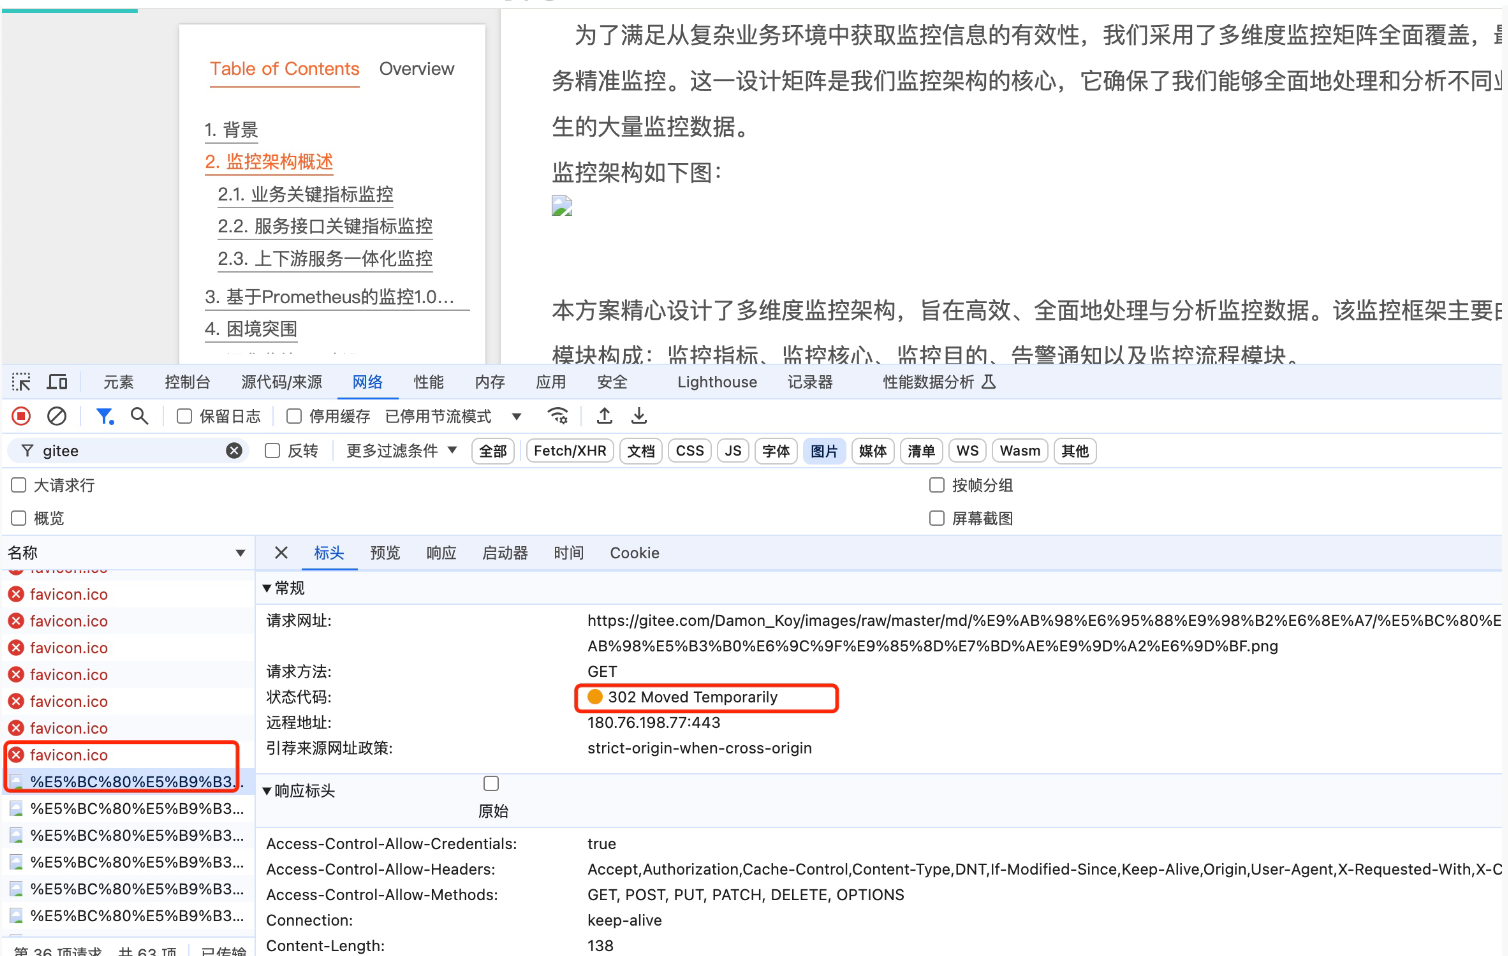 为了满足从复杂业务环境中获取监控信息的有效性，我们采用了多维度监控矩阵全面覆盖，
Table of Contents
Overview
务精准监控。这一设计矩阵是我们监控架构的核心，它确保了我们能够全面地处理和分析不同
生的大量监控数据。
1. 背景
2. 监控架构概述
监控架构如下图：
2.1. 业务关键指标监控
2.2. 服务接口关键指标监控
2.3. 上下游服务一体化监控
3. 基于Prometheus的监控1.0...
4. 困境突围
本方案精心设计了多维度监控架构，旨在高效、全面地处理与分析监控数据。该监控框架主要
模块构成：监控指标、监控核心、监控目的、告警通知以及监控流程模块。
元素 控制台 源代码/来源 网络 性能 内存 应用 安全 Lighthouse 记录器 性能数据分析
保留日志 停用缓存 已停用节流模式
gitee 反转 更多过滤条件 全部 Fetch/XHR 文档 CSS JS 字体 图片 媒体 清单 WS Wasm 其他
大请求行 按帧分组
概览 屏幕截图
名称 标头 预览 响应 启动器 时间 Cookie
favicon.ico
favicon.ico
favicon.ico
favicon.ico
favicon.ico
favicon.ico
favicon.ico
favicon.ico
%E5%BC%80%E5%B9%B3...
%E5%BC%80%E5%B9%B3...
%E5%BC%80%E5%B9%B3...
%E5%BC%80%E5%B9%B3...
%E5%BC%80%E5%B9%B3...
%E5%BC%80%E5%B9%B3...
第 36 项请求，共 63 项 已传输
常规
请求网址: https://gitee.com/Damon_Koy/images/raw/master/md/%E9%AB%98%E6%95%88%E9%98%B2%E6%8E%A7/%E5%BC%80%E
AB%98%E5%B3%B0%E6%9C%9F%E9%85%8D%E7%BD%AE%E9%9D%A2%E6%9D%BF.png
请求方法: GET
状态代码: 302 Moved Temporarily
远程地址: 180.76.198.77:443
引荐来源网址政策: strict-origin-when-cross-origin
响应标头
原始
Access-Control-Allow-Credentials: true
Access-Control-Allow-Headers: Accept,Authorization,Cache-Control,Content-Type,DNT,If-Modified-Since,Keep-Alive,Origin,User-Agent,X-Requested-With,X-C
Access-Control-Allow-Methods: GET, POST, PUT, PATCH, DELETE, OPTIONS
Connection: keep-alive
Content-Length: 138